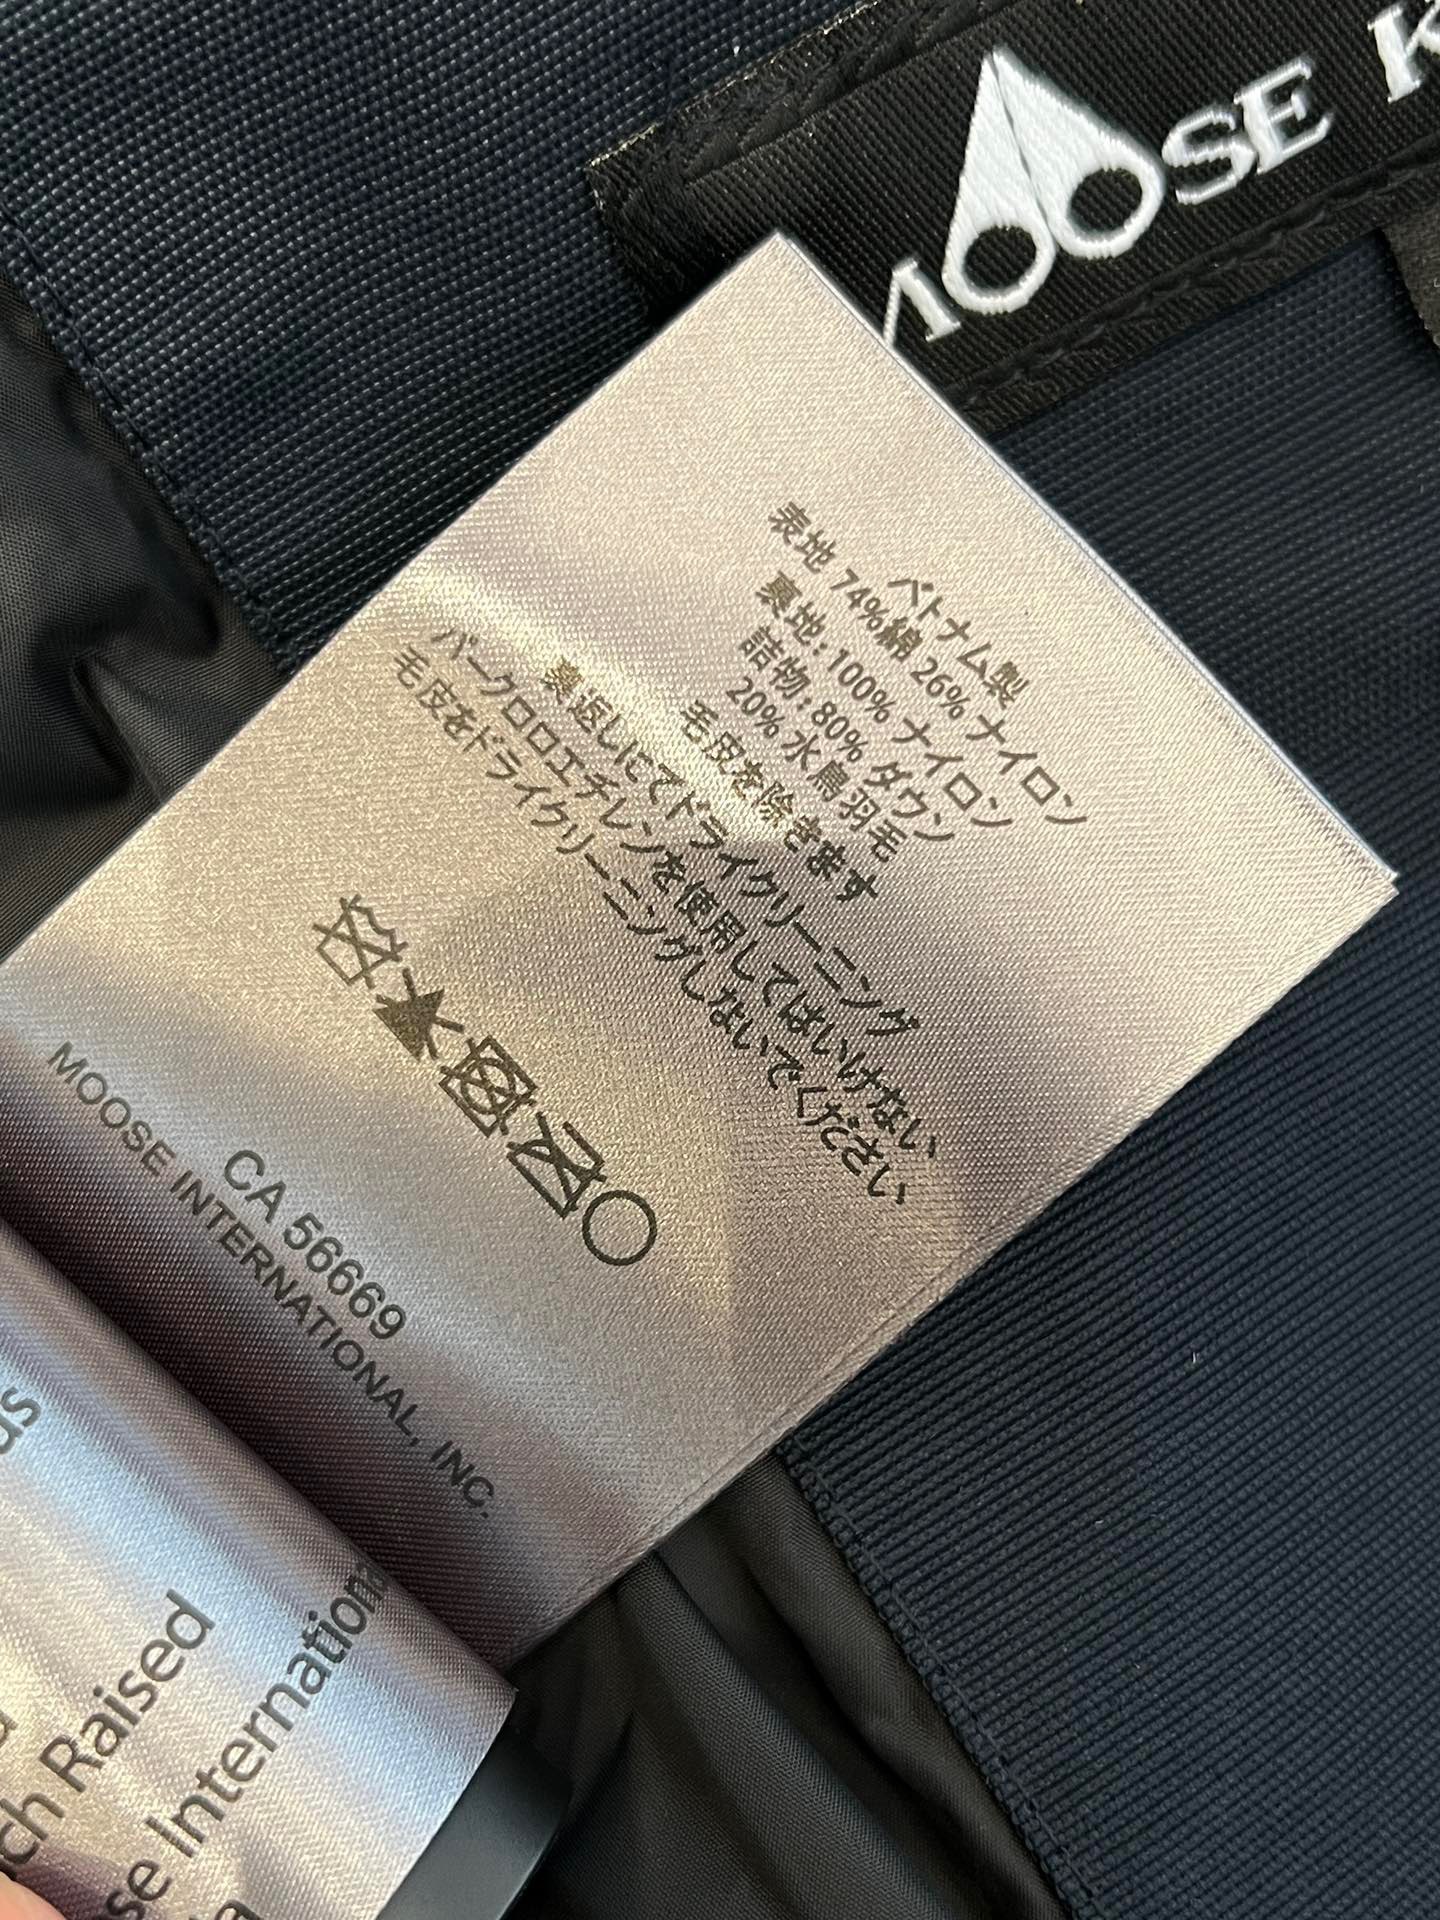 MOOSE K
ベトナム製
表地 74%綿 26% ナイロン
裏地：100% ナイロン
詰物：80% ダウン
20% 水鳥羽毛
毛皮を除きます
裏返しにてドライクリーニング
パークロロエチレンを使用してはいけない
毛皮をドライクリーニングしないでください
CA 56669
MOOSE INTERNATIONAL, INC.
us
ch Raised
se International